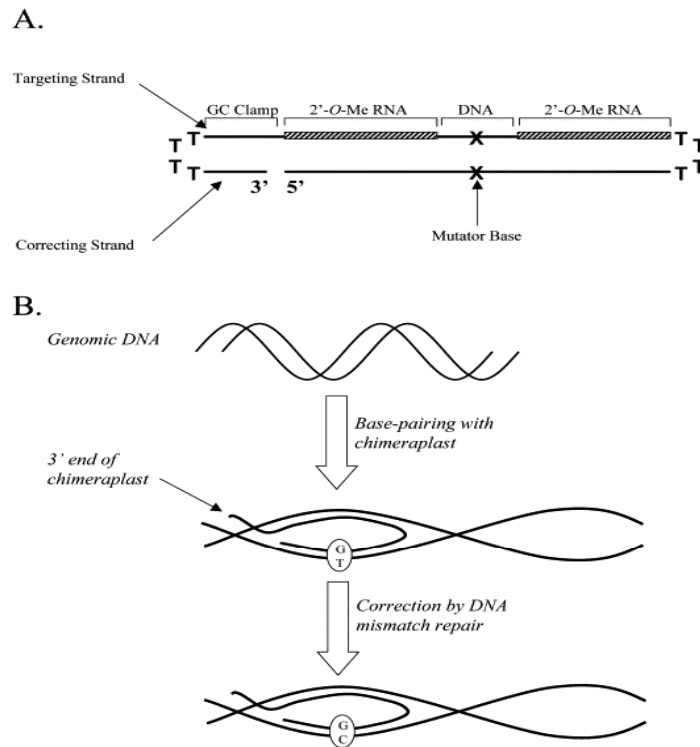 A.
Targeting Strand
GC Clamp 2'-O-Me RNA DNA 2'-O-Me RNA
T T X T T
T T
T T 3' 5' X T T
Correcting Strand
Mutator Base
B.
Genomic DNA
Base-pairing with
chimeraplast
3' end of
chimeraplast
G
T
Correction by DNA
mismatch repair
G
C